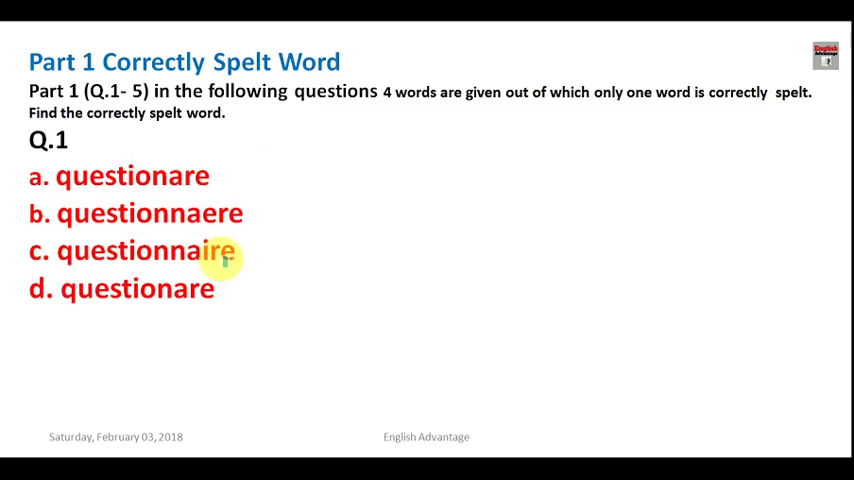 English
Advantage
Part 1 Correctly Spelt Word
Part 1 (Q.1- 5) in the following questions 4 words are given out of which only one word is correctly spelt.
Find the correctly spelt word.
Q.1
a. questionare
b. questionnaere
c. questionnaire
d. questionare
Saturday, February 03, 2018
English Advantage